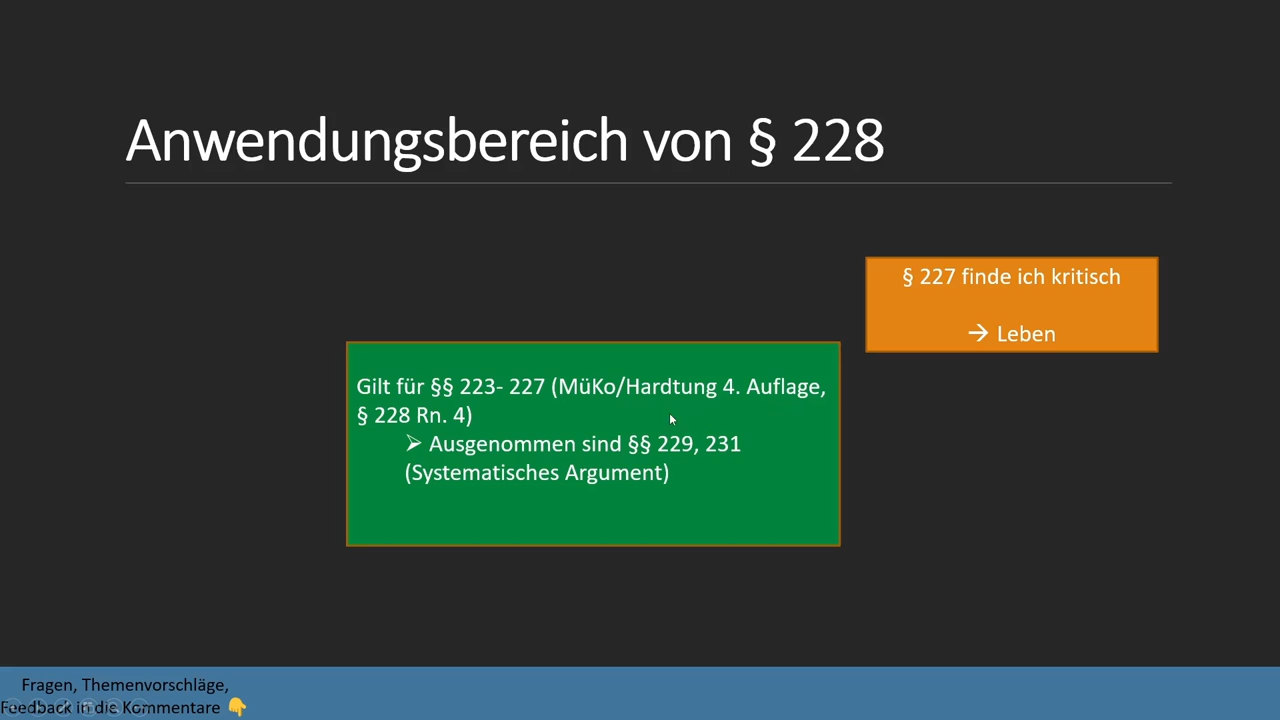 Anwendungsbereich von § 228
§ 227 finde ich kritisch
→ Leben
Gilt für §§ 223- 227 (MüKo/Hardtung 4. Auflage,
§ 228 Rn. 4)
➢ Ausgenommen sind §§ 229, 231
(Systematisches Argument)
Fragen, Themenvorschläge,
Feedback in die Kommentare 👇